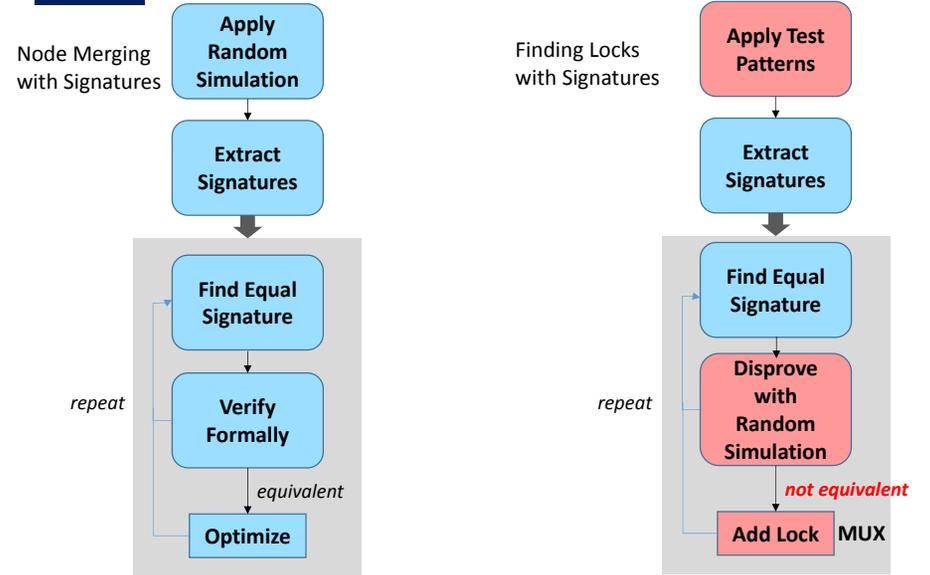 Node Merging
with Signatures
Apply
Random
Simulation
Extract
Signatures
Find Equal
Signature
repeat
Verify
Formally
equivalent
Optimize
Finding Locks
with Signatures
Apply Test
Patterns
Extract
Signatures
Find Equal
Signature
repeat
Disprove
with
Random
Simulation
not equivalent
Add Lock
MUX